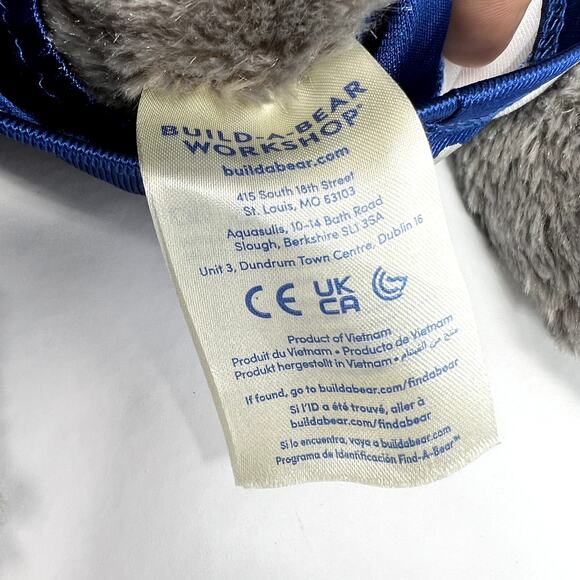 BUILD-A-BEAR
WORKSHOP®
buildabear.com
415 South 18th Street
St. Louis, MO 63103
Aquasulis, 10-14 Bath Road
Slough, Berkshire SL1 3SA
Unit 3, Dundrum Town Centre, Dublin 16
CE UK
CA
Product of Vietnam
Produit du Vietnam • Producto de Vietnam
Produkt hergestellt in Vietnam • منتج من الفيتنام
If found, go to buildabear.com/findabear
Si l'ID a été trouvé, aller à
buildabear.com/findabear
Si lo encuentra, vaya a buildabear.com
Programa de Identificación Find-A-Bear™